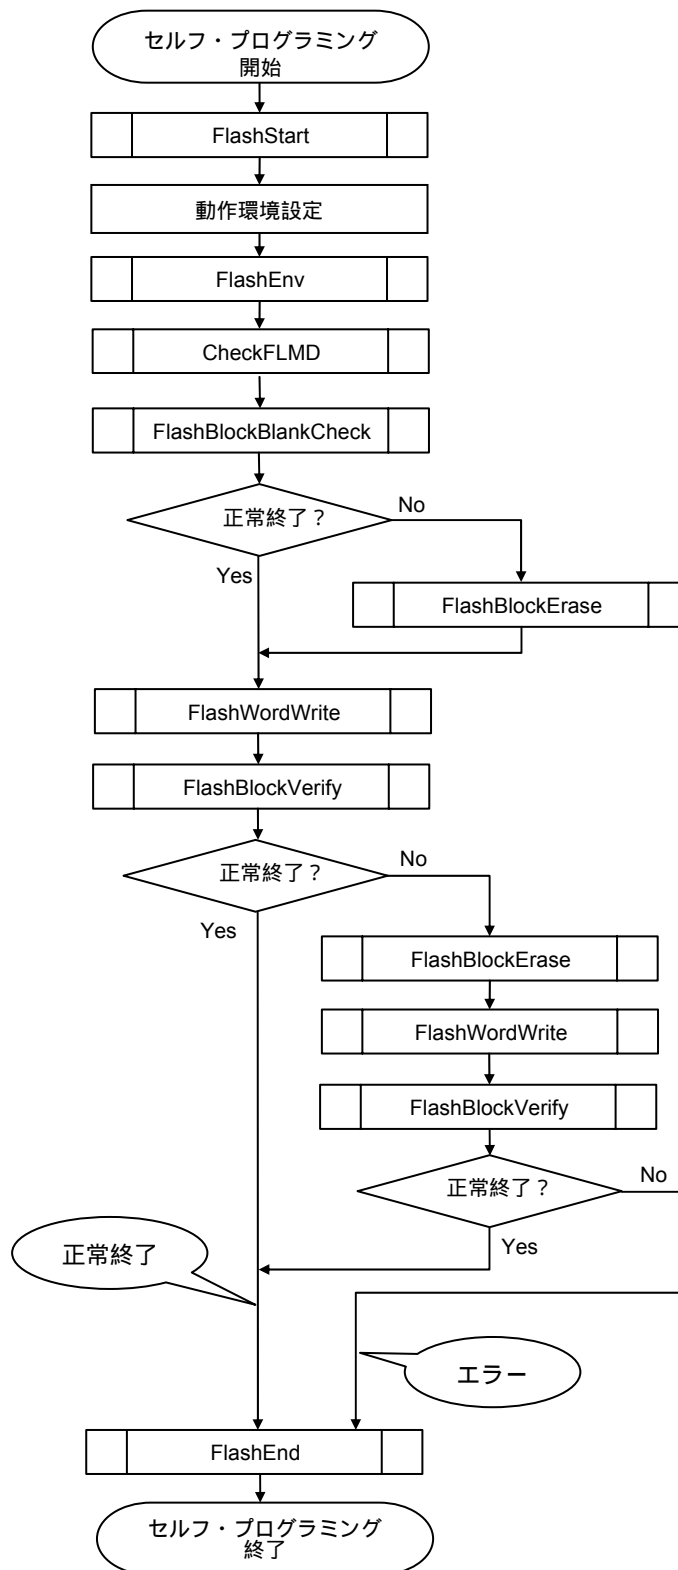 セルフ・プログラミング
開始
FlashStart
動作環境設定
FlashEnv
CheckFLMD
FlashBlockBlankCheck
正常終了？
No
Yes
FlashBlockErase
FlashWordWrite
FlashBlockVerify
正常終了？
No
Yes
FlashBlockErase
FlashWordWrite
FlashBlockVerify
正常終了？
No
Yes
正常終了
エラー
FlashEnd
セルフ・プログラミング
終了